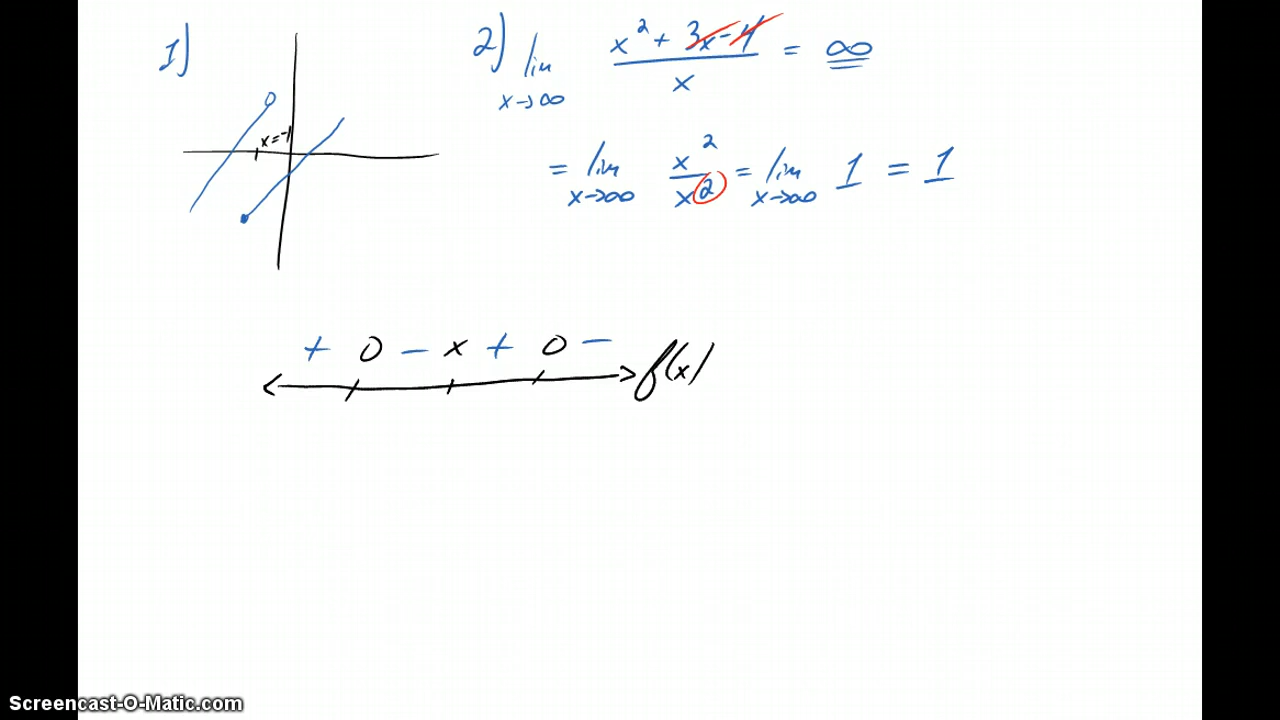 1)
x=-1
2) lim x→∞ x² + 3x - 4 / x = ∞
= lim x→∞ x² / x² = lim x→∞ 1 = 1
+ 0 - x + 0 - f(x)
Screencast-O-Matic.com